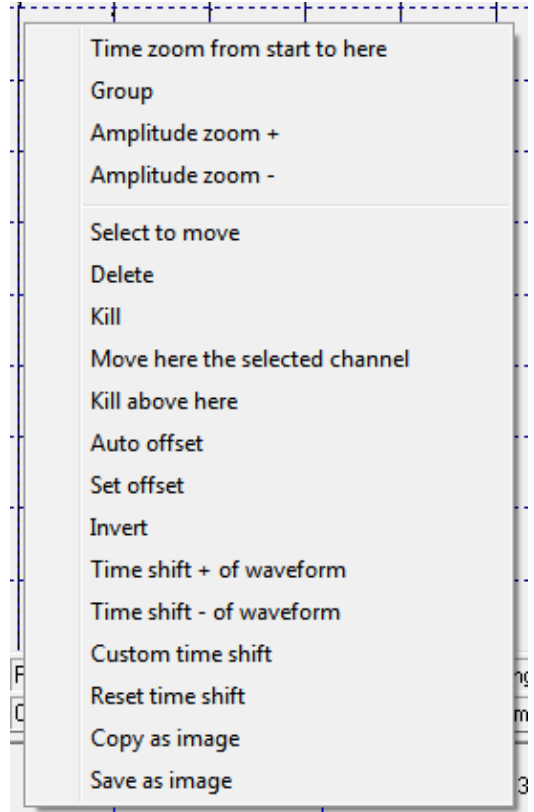 Time zoom from start to here
Group
Amplitude zoom +
Amplitude zoom -
Select to move
Delete
Kill
Move here the selected channel
Kill above here
Auto offset
Set offset
Invert
Time shift + of waveform
Time shift - of waveform
Custom time shift
Reset time shift
Copy as image
Save as image